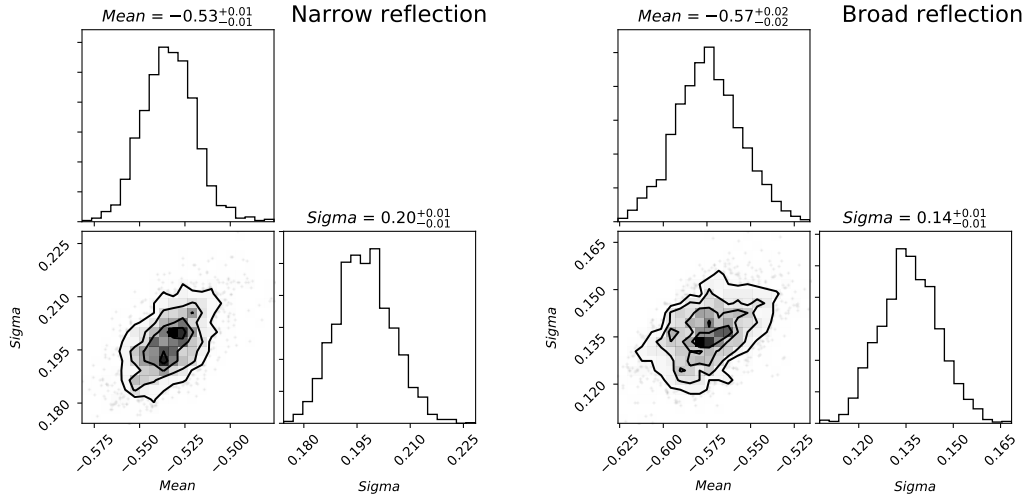 Narrow reflection
Mean = −0.53+0.01−0.01
Sigma = 0.20+0.01−0.01
0.225
0.210
0.195
0.180
Sigma
−0.575
−0.550
−0.525
−0.500
Mean
0.180
0.195
0.210
0.225
Sigma
Broad reflection
Mean = −0.57+0.02−0.02
Sigma = 0.14+0.01−0.01
0.165
0.150
0.135
0.120
Sigma
−0.625
−0.600
−0.575
−0.550
−0.525
Mean
0.120
0.135
0.150
0.165
Sigma